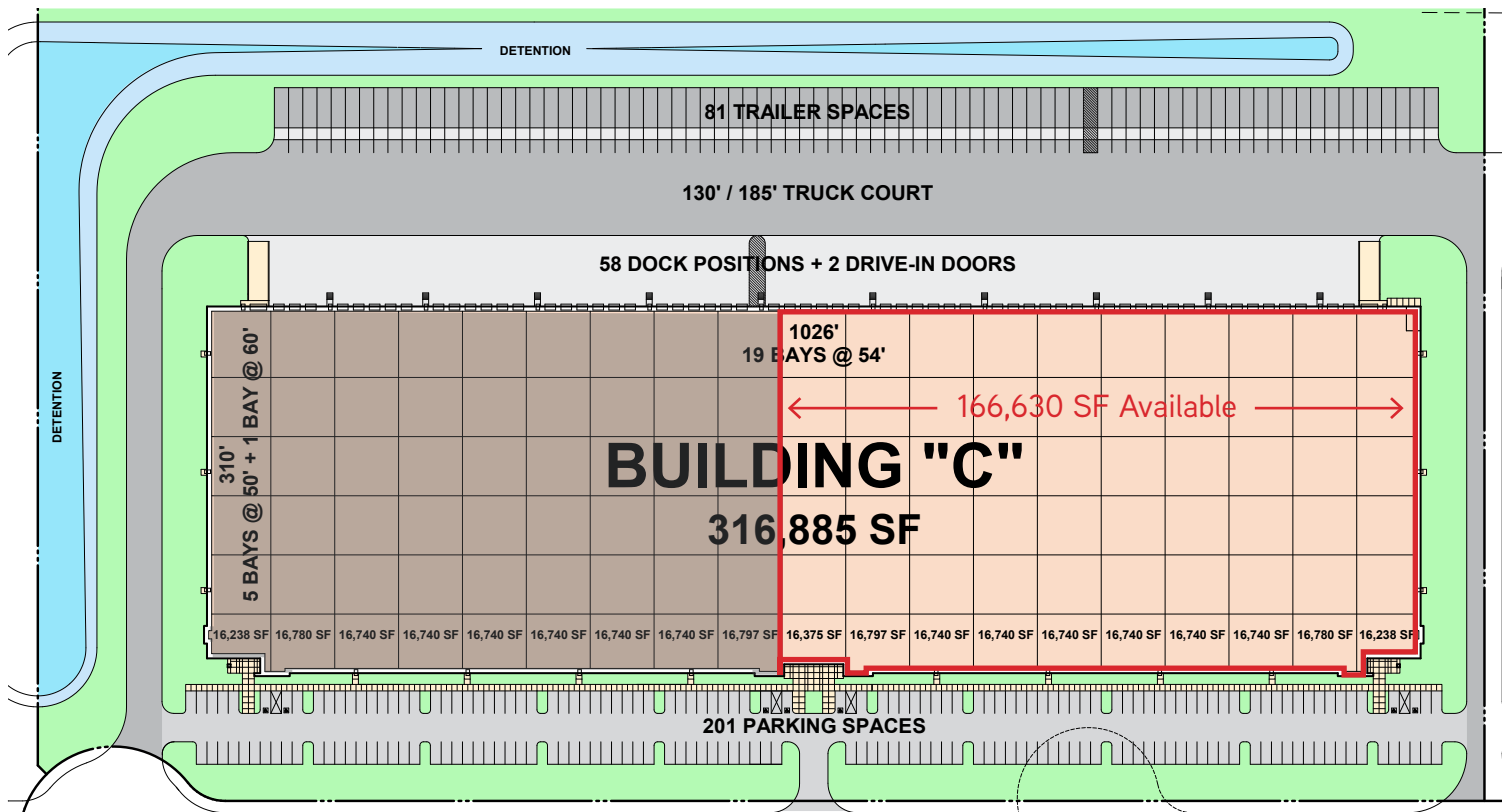 DETENTION
81 TRAILER SPACES
130' / 185' TRUCK COURT
58 DOCK POSITIONS + 2 DRIVE-IN DOORS
1026'
19 BAYS @ 54'
310'
5 BAYS @ 50' + 1 BAY @ 60'
DETENTION
166,630 SF Available
BUILDING "C"
316,885 SF
16,238 SF 16,780 SF 16,740 SF 16,740 SF 16,740 SF 16,740 SF 16,740 SF 16,740 SF 16,797 SF 16,375 SF 16,797 SF 16,740 SF 16,740 SF 16,740 SF 16,740 SF 16,740 SF 16,740 SF 16,780 SF 16,238 SF
201 PARKING SPACES